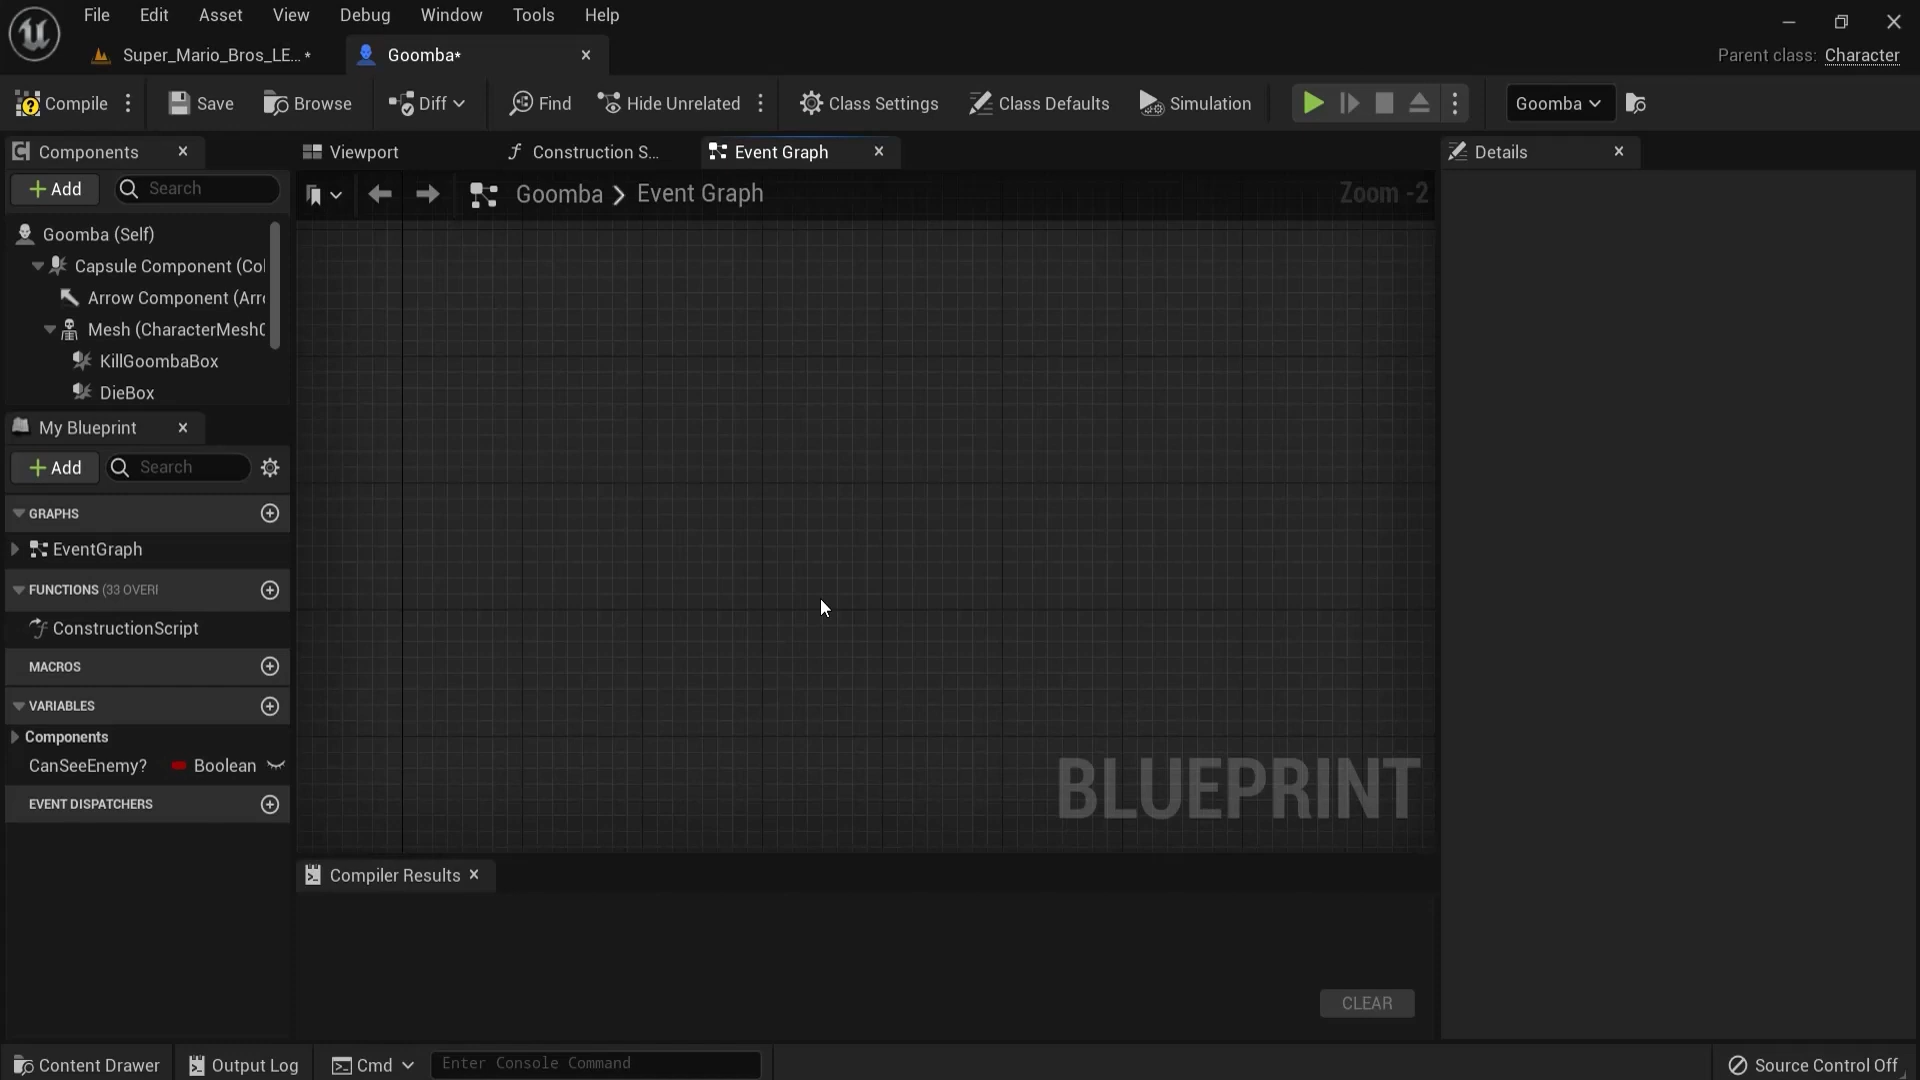 File Edit Asset View Debug Window Tools Help
Super_Mario_Bros_LE... *
Goomba*
Parent class: Character
Compile
Save
Browse
Diff
Find
Hide Unrelated
Class Settings
Class Defaults
Simulation
Goomba
Components
Viewport
Construction S...
Event Graph
Details
Add
Search
Goomba > Event Graph
Zoom -2
Goomba (Self)
Capsule Component (Col
Arrow Component (Arro
Mesh (CharacterMesh0
KillGoombaBox
DieBox
My Blueprint
Add
Search
GRAPHS
EventGraph
FUNCTIONS (33 OVERI
ConstructionScript
MACROS
VARIABLES
Components
CanSeeEnemy? Boolean
EVENT DISPATCHERS
BLUEPRINT
Compiler Results
CLEAR
Content Drawer
Output Log
Cmd
Enter Console Command
Source Control Off